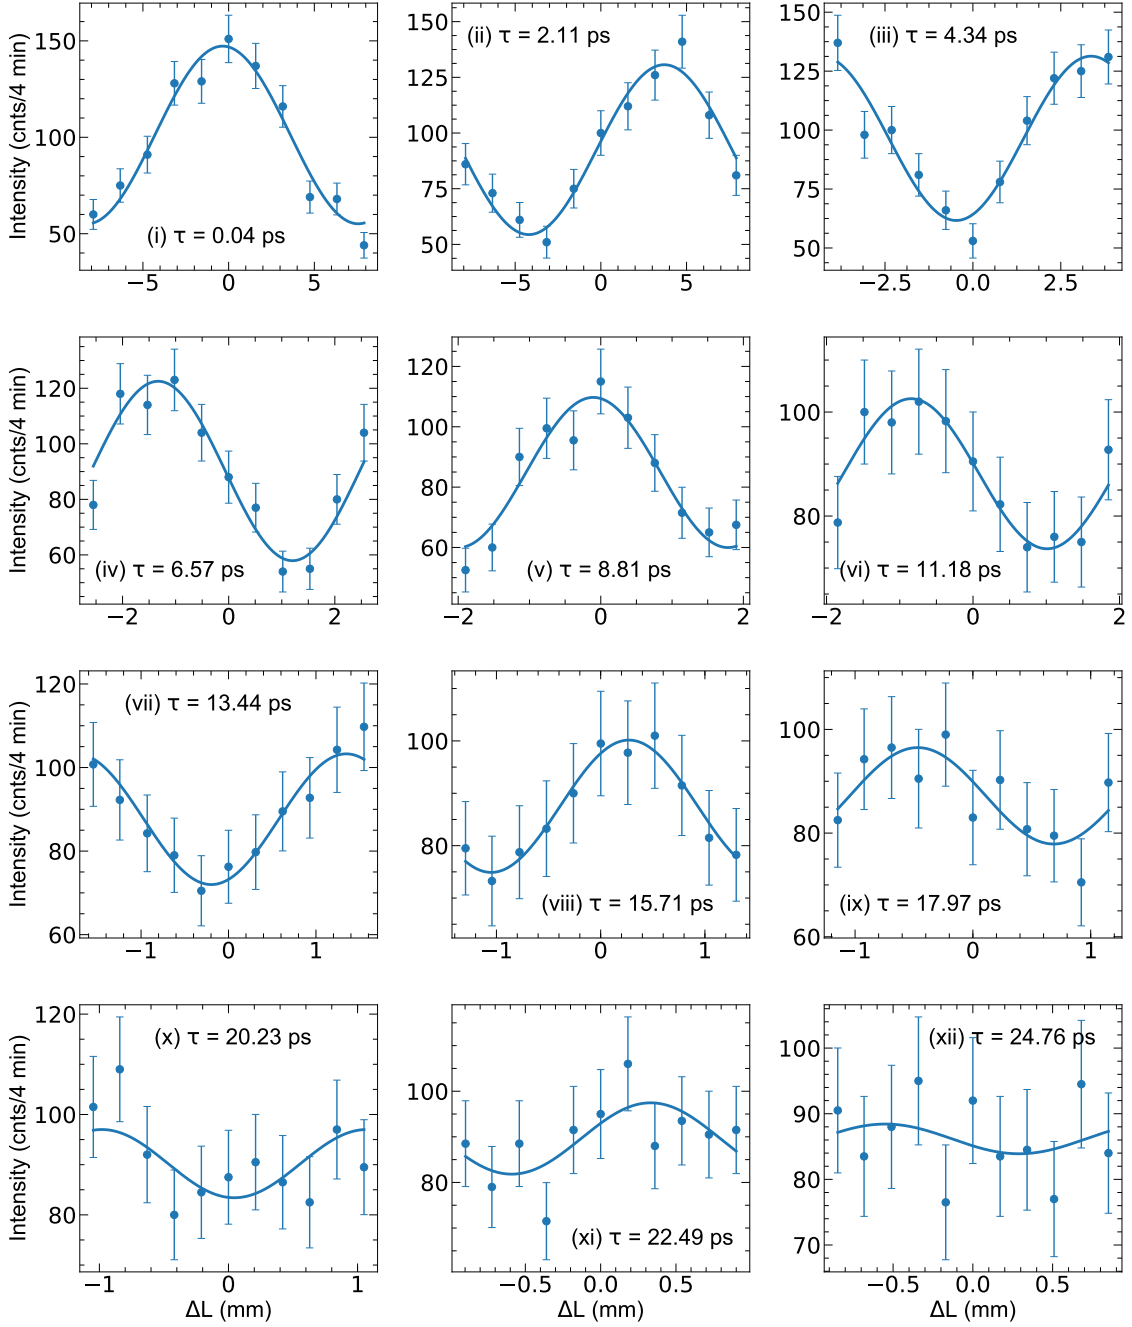 Intensity (cnts/4 min)
150
100
50
(i) τ = 0.04 ps
−5 0 5
150
125
100
75
50
(ii) τ = 2.11 ps
−5 0 5
150
125
100
75
50
(iii) τ = 4.34 ps
−2.5 0.0 2.5
Intensity (cnts/4 min)
120
100
80
60
(iv) τ = 6.57 ps
−2 0 2
120
100
80
60
(v) τ = 8.81 ps
−2 0 2
100
80
(vi) τ = 11.18 ps
−2 0 2
Intensity (cnts/4 min)
120
100
80
60
(vii) τ = 13.44 ps
−1 0 1
100
80
(viii) τ = 15.71 ps
−1 0 1
100
80
60
(ix) τ = 17.97 ps
−1 0 1
Intensity (cnts/4 min)
120
100
80
(x) τ = 20.23 ps
−1 0 1
ΔL (mm)
100
80
(xi) τ = 22.49 ps
−0.5 0.0 0.5
ΔL (mm)
100
90
80
70
(xii) τ = 24.76 ps
−0.5 0.0 0.5
ΔL (mm)